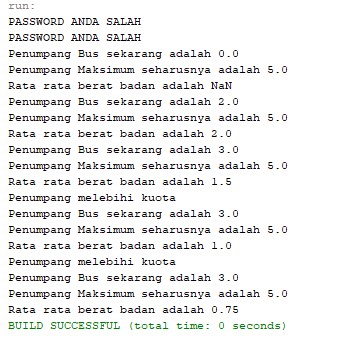 run:
PASSWORD ANDA SALAH
PASSWORD ANDA SALAH
Penumpang Bus sekarang adalah 0.0
Penumpang Maksimum seharusnya adalah 5.0
Rata rata berat badan adalah NaN
Penumpang Bus sekarang adalah 2.0
Penumpang Maksimum seharusnya adalah 5.0
Rata rata berat badan adalah 2.0
Penumpang Bus sekarang adalah 3.0
Penumpang Maksimum seharusnya adalah 5.0
Rata rata berat badan adalah 1.5
Penumpang melebihi kuota
Penumpang Bus sekarang adalah 3.0
Penumpang Maksimum seharusnya adalah 5.0
Rata rata berat badan adalah 1.0
Penumpang melebihi kuota
Penumpang Bus sekarang adalah 3.0
Penumpang Maksimum seharusnya adalah 5.0
Rata rata berat badan adalah 0.75
BUILD SUCCESSFUL (total time: 0 seconds)